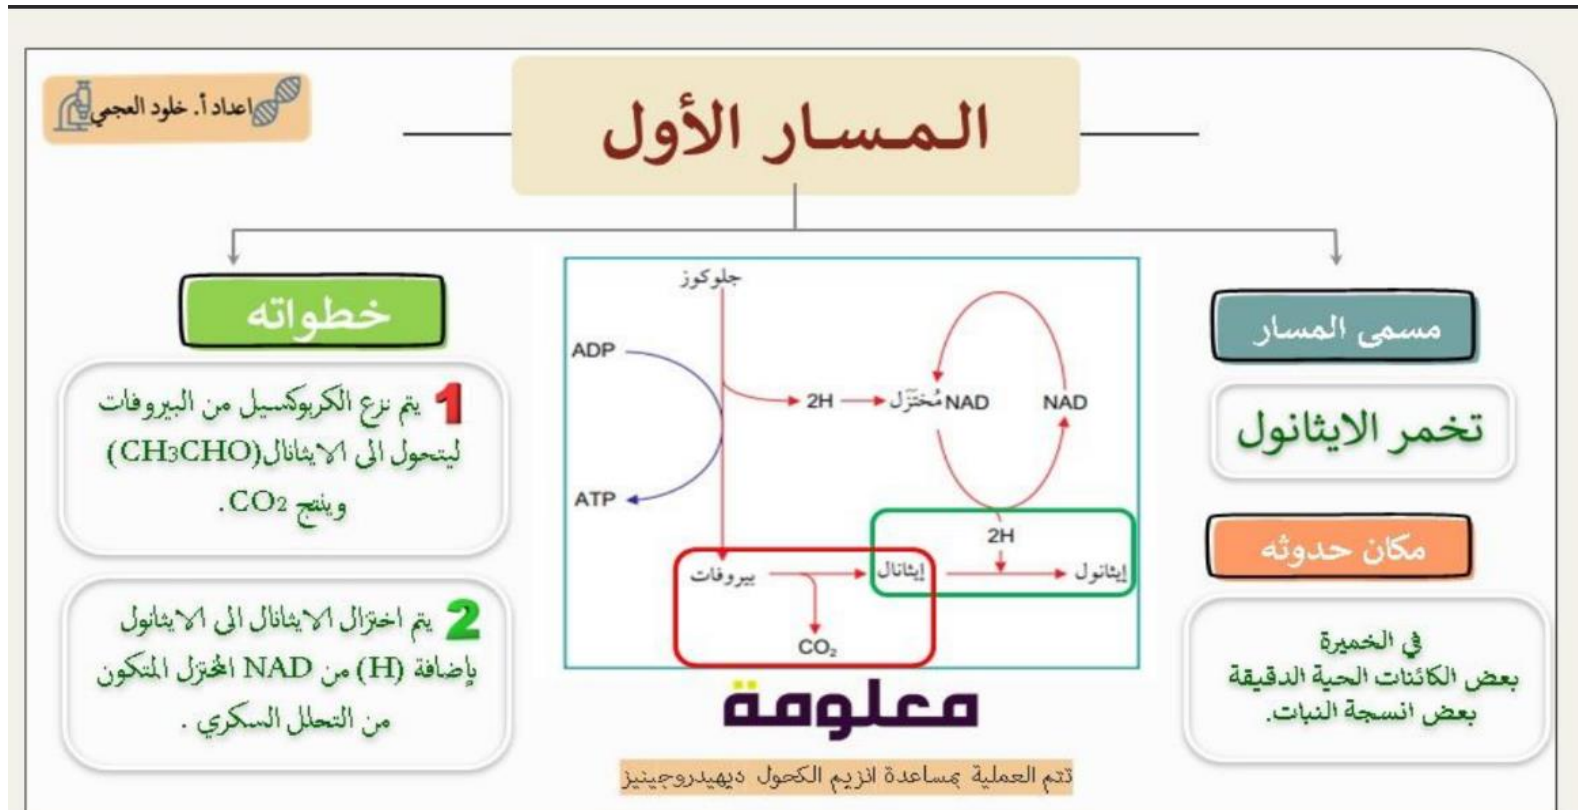 اعداد أ. خلود العجمي
المسار الأول
مسمى المسار
تخمر الايثانول
مكان حدوثه
في الخميرة
بعض الكائنات الحية الدقيقة
بعض انسجة النبات.
جلوكوز
ADP
2H
NAD مُختَزَل
NAD
ATP
2H
بيروفات
إيثانال
إيثانول
CO₂
معلومة
تتم العملية بمساعدة انزيم الكحول ديهيدروجينيز
خطواته
1 يتم نزع الكربوكسيل من البيروفات
ليتحول الى الايثانال(CH3CHO)
وينتج CO2.
2 يتم اختزال الايثانال الى الايثانول
بإضافة (H) من NAD المختزل المتكون
من التحلل السكري .